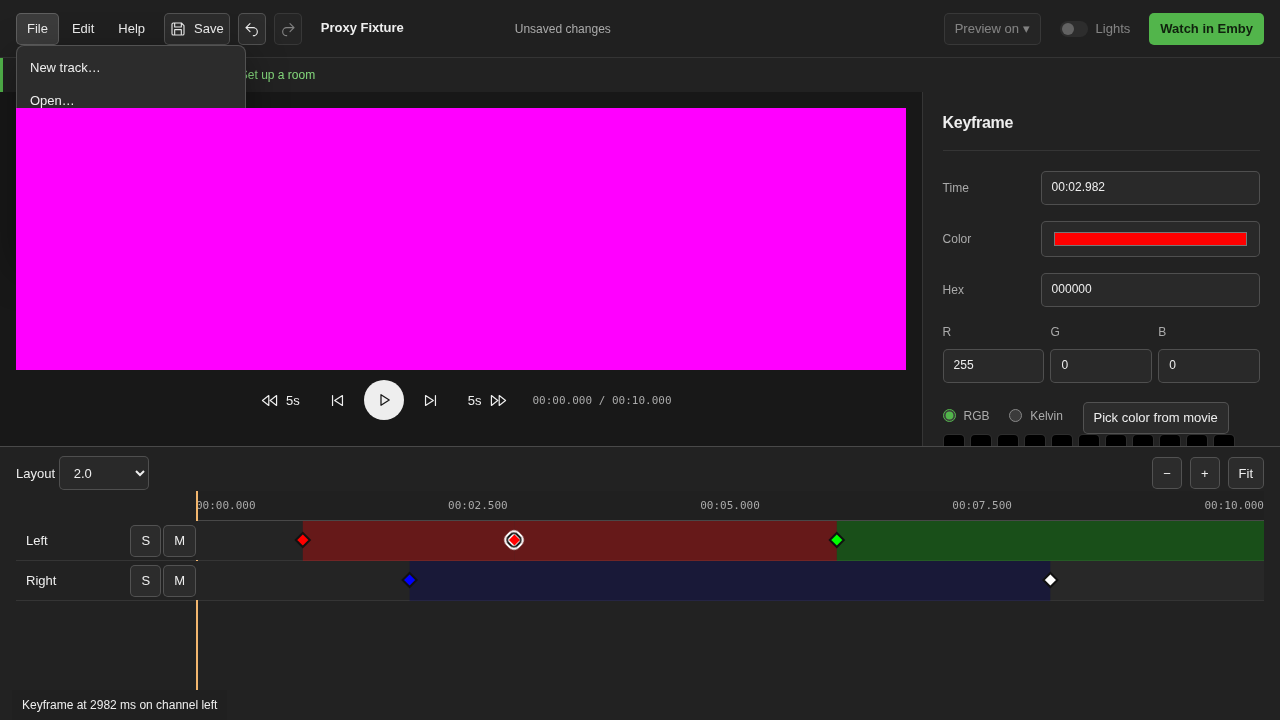 File Edit Help Save Proxy Fixture Unsaved changes Preview on ▾ Lights Watch in Emby
New track…
Set up a room
Open…
Keyframe
Time 00:02.982
Color
Hex 000000
R G B
255 0 0
RGB Kelvin Pick color from movie
5s 5s 00:00.000 / 00:10.000
Layout 2.0 − + Fit
00:00.000 00:02.500 00:05.000 00:07.500 00:10.000
Left S M
Right S M
Keyframe at 2982 ms on channel left